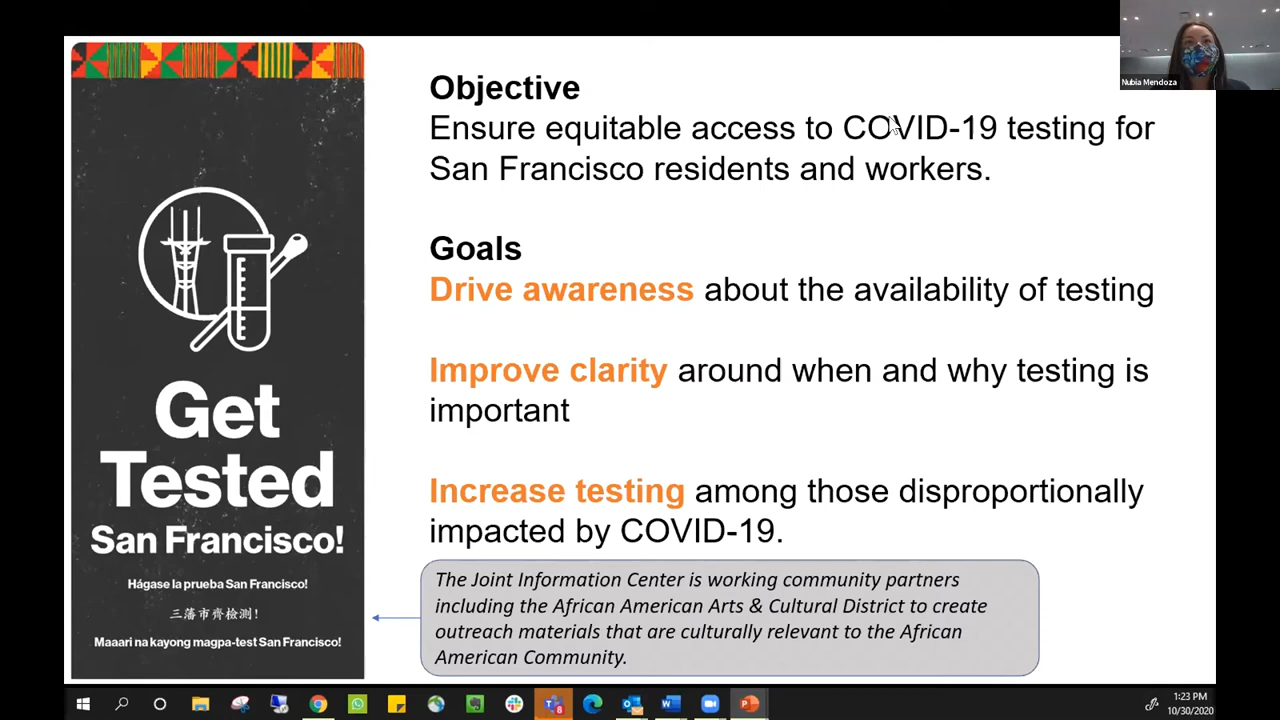 Nubia Mendoza
Get
Tested
San Francisco!
Hágase la prueba San Francisco!
三藩市齊檢測!
Maaari na kayong magpa-test San Francisco!
Objective
Ensure equitable access to COVID-19 testing for
San Francisco residents and workers.
Goals
Drive awareness about the availability of testing
Improve clarity around when and why testing is
important
Increase testing among those disproportionally
impacted by COVID-19.
The Joint Information Center is working community partners
including the African American Arts & Cultural District to create
outreach materials that are culturally relevant to the African
American Community.
1:23 PM
10/30/2020